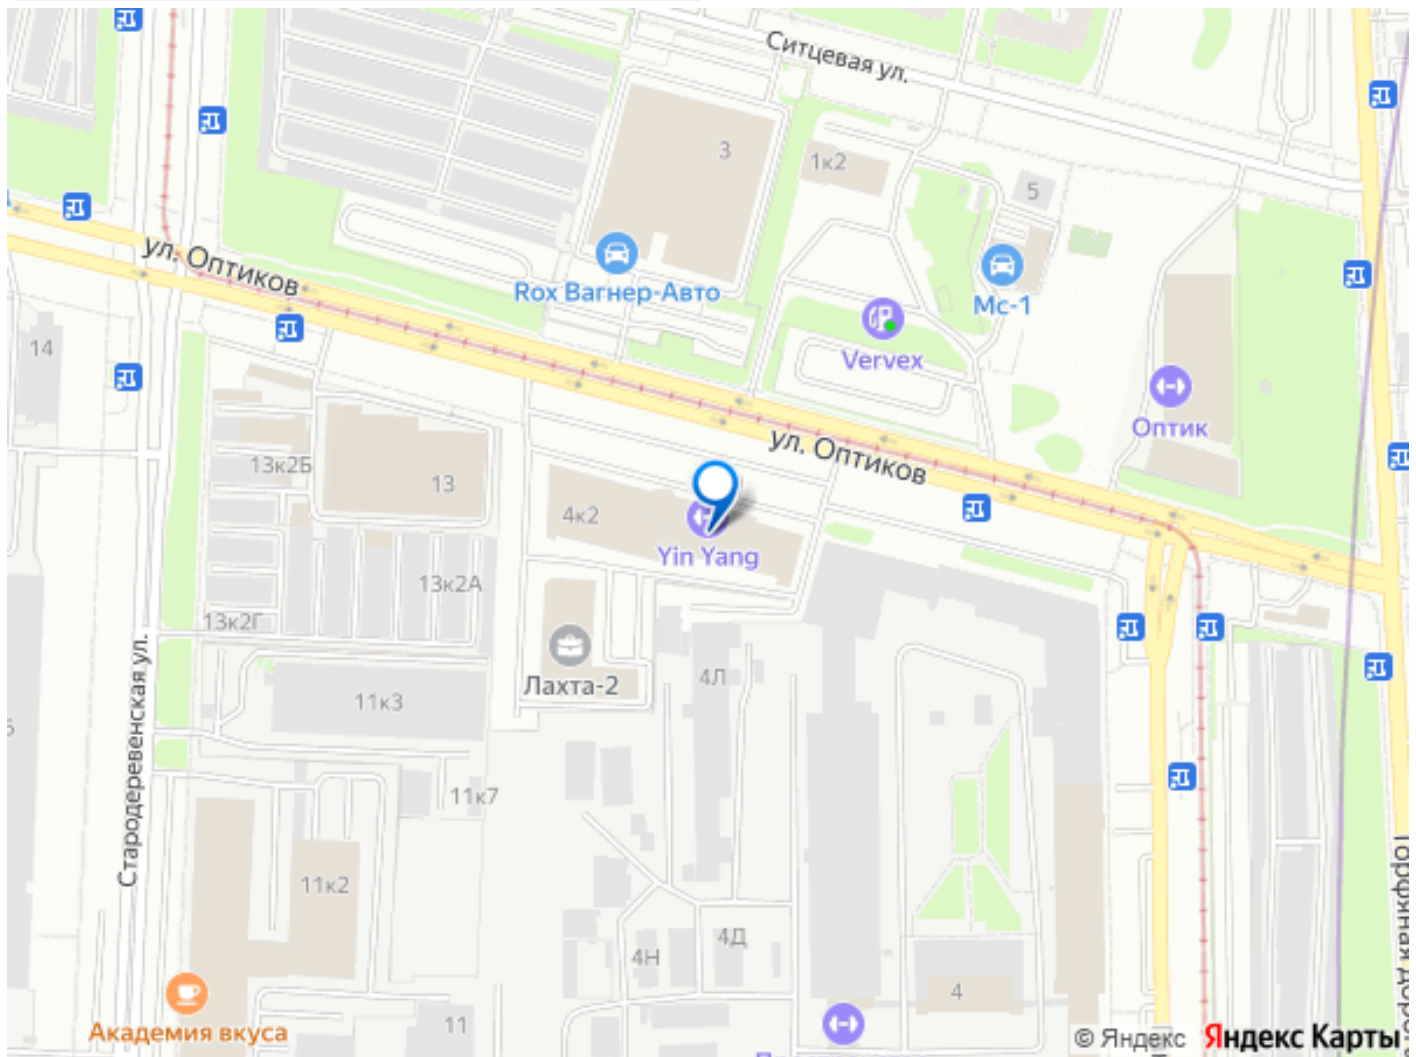 Ситцевая ул.
3
1к2
5
ул. Оптиков
Rox Вагнер-Авто
Мс-1
Vervex
14
Оптик
ул. Оптиков
13к2Б
13
4к2
Yin Yang
13к2А
13к2Г
Стародеревенская ул.
Лахта-2
4Л
11к3
11к7
11к2
4Н
4Д
4
Академия вкуса
11
© Яндекс Яндекс Карты